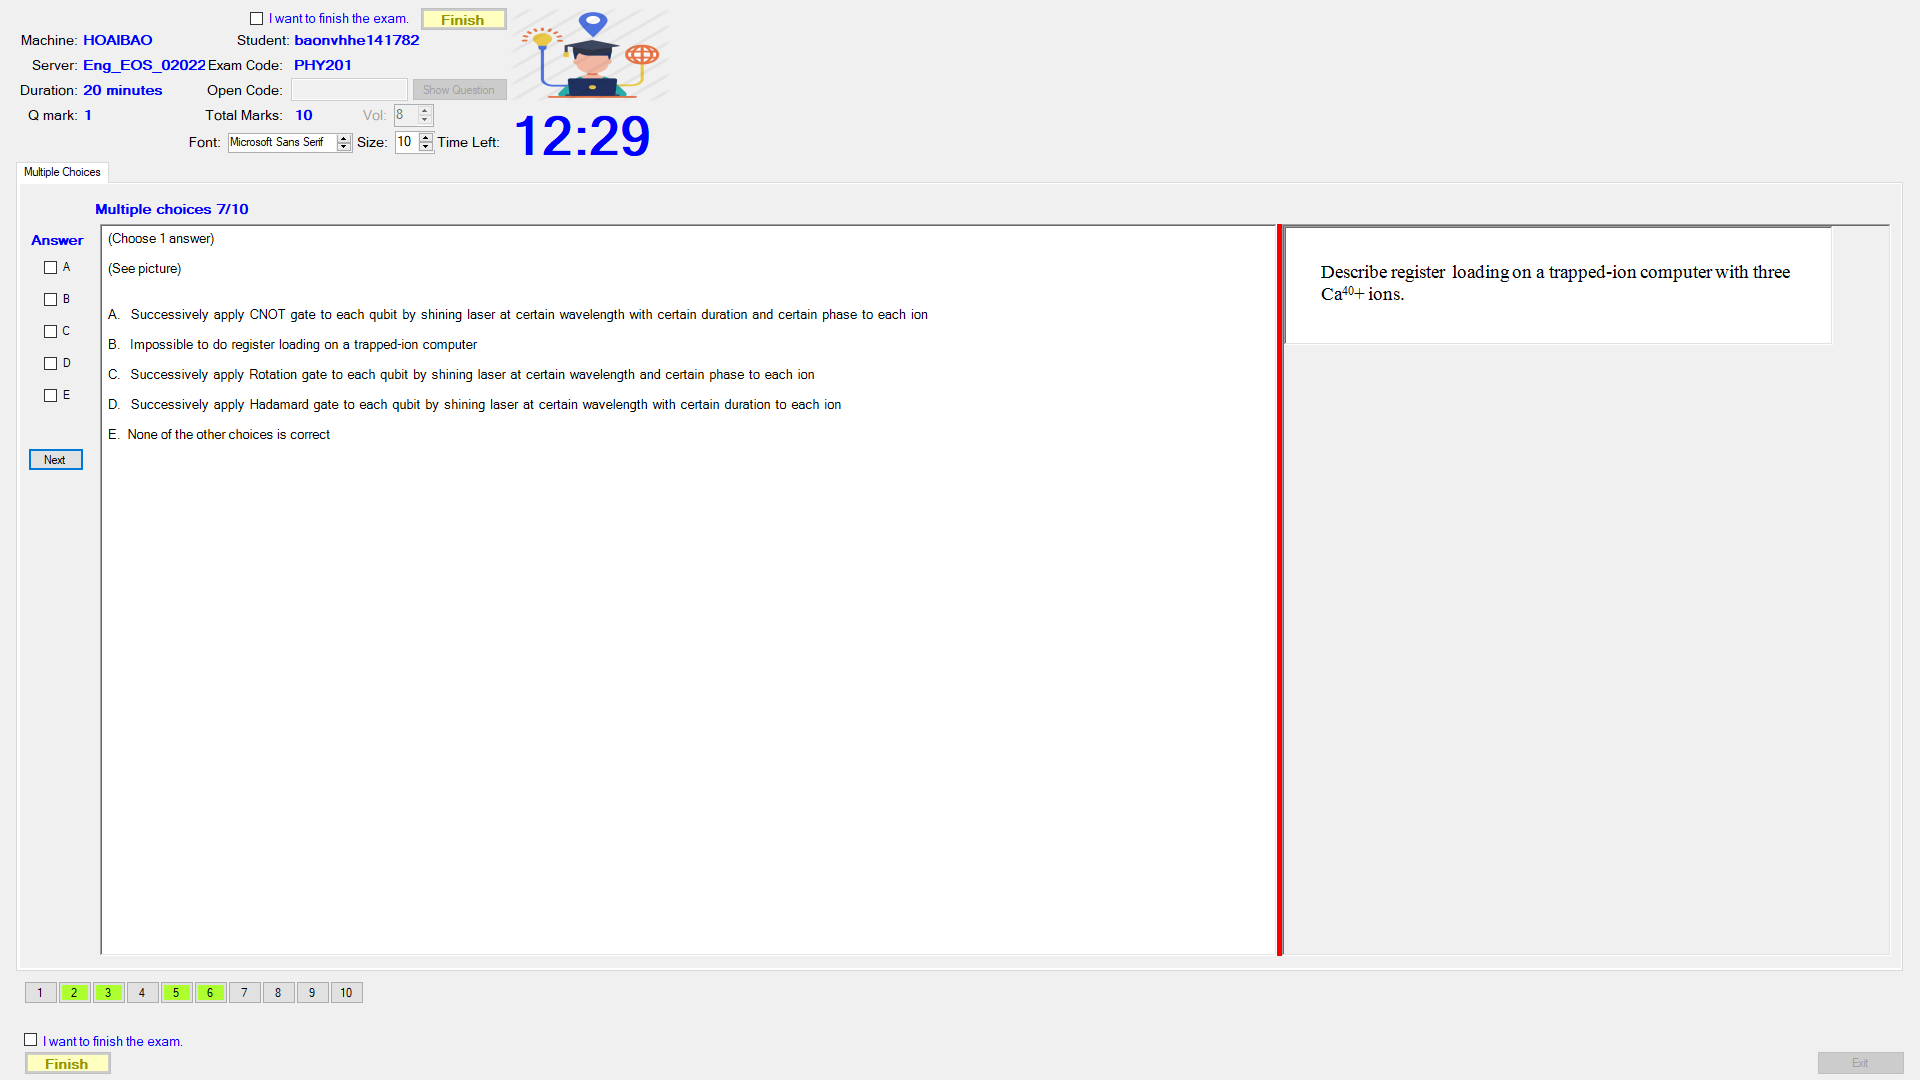 I want to finish the exam. Finish
Machine: HOAIBAO Student: baonvhhe141782
Server: Eng_EOS_02022 Exam Code: PHY201
Duration: 20 minutes Open Code: Show Question
Q mark: 1 Total Marks: 10 Vol: 8
Font: Microsoft Sans Serif Size: 10 Time Left: 12:29
Multiple Choices
Multiple choices 7/10
Answer
A
B
C
D
E
Next
(Choose 1 answer)
(See picture)
A. Successively apply CNOT gate to each qubit by shining laser at certain wavelength with certain duration and certain phase to each ion
B. Impossible to do register loading on a trapped-ion computer
C. Successively apply Rotation gate to each qubit by shining laser at certain wavelength and certain phase to each ion
D. Successively apply Hadamard gate to each qubit by shining laser at certain wavelength with certain duration to each ion
E. None of the other choices is correct
Describe register loading on a trapped-ion computer with three
Ca⁴⁰+ ions.
1 2 3 4 5 6 7 8 9 10
I want to finish the exam.
Finish
Exit